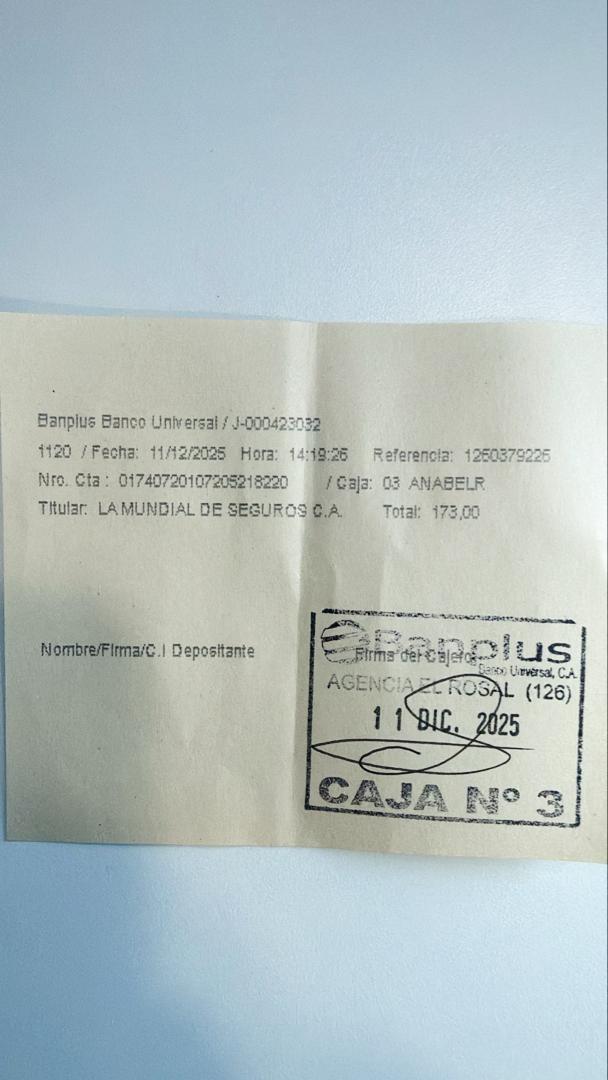 Banplus Banco Universal / J-000423032
1120 / Fecha: 11/12/2025 Hora: 14:19:26 Referencia: 1250379225
Nro. Cta : 01740720107205218220 / Caja: 03 ANABELR
Titular: LA MUNDIAL DE SEGUROS C.A. Total: 173,00
Nombre/Firma/C.I Depositante
Firma del Cajero
Banplus
Banco Universal, C.A.
AGENCIA EL ROSAL (126)
11 DIC. 2025
CAJA Nº 3